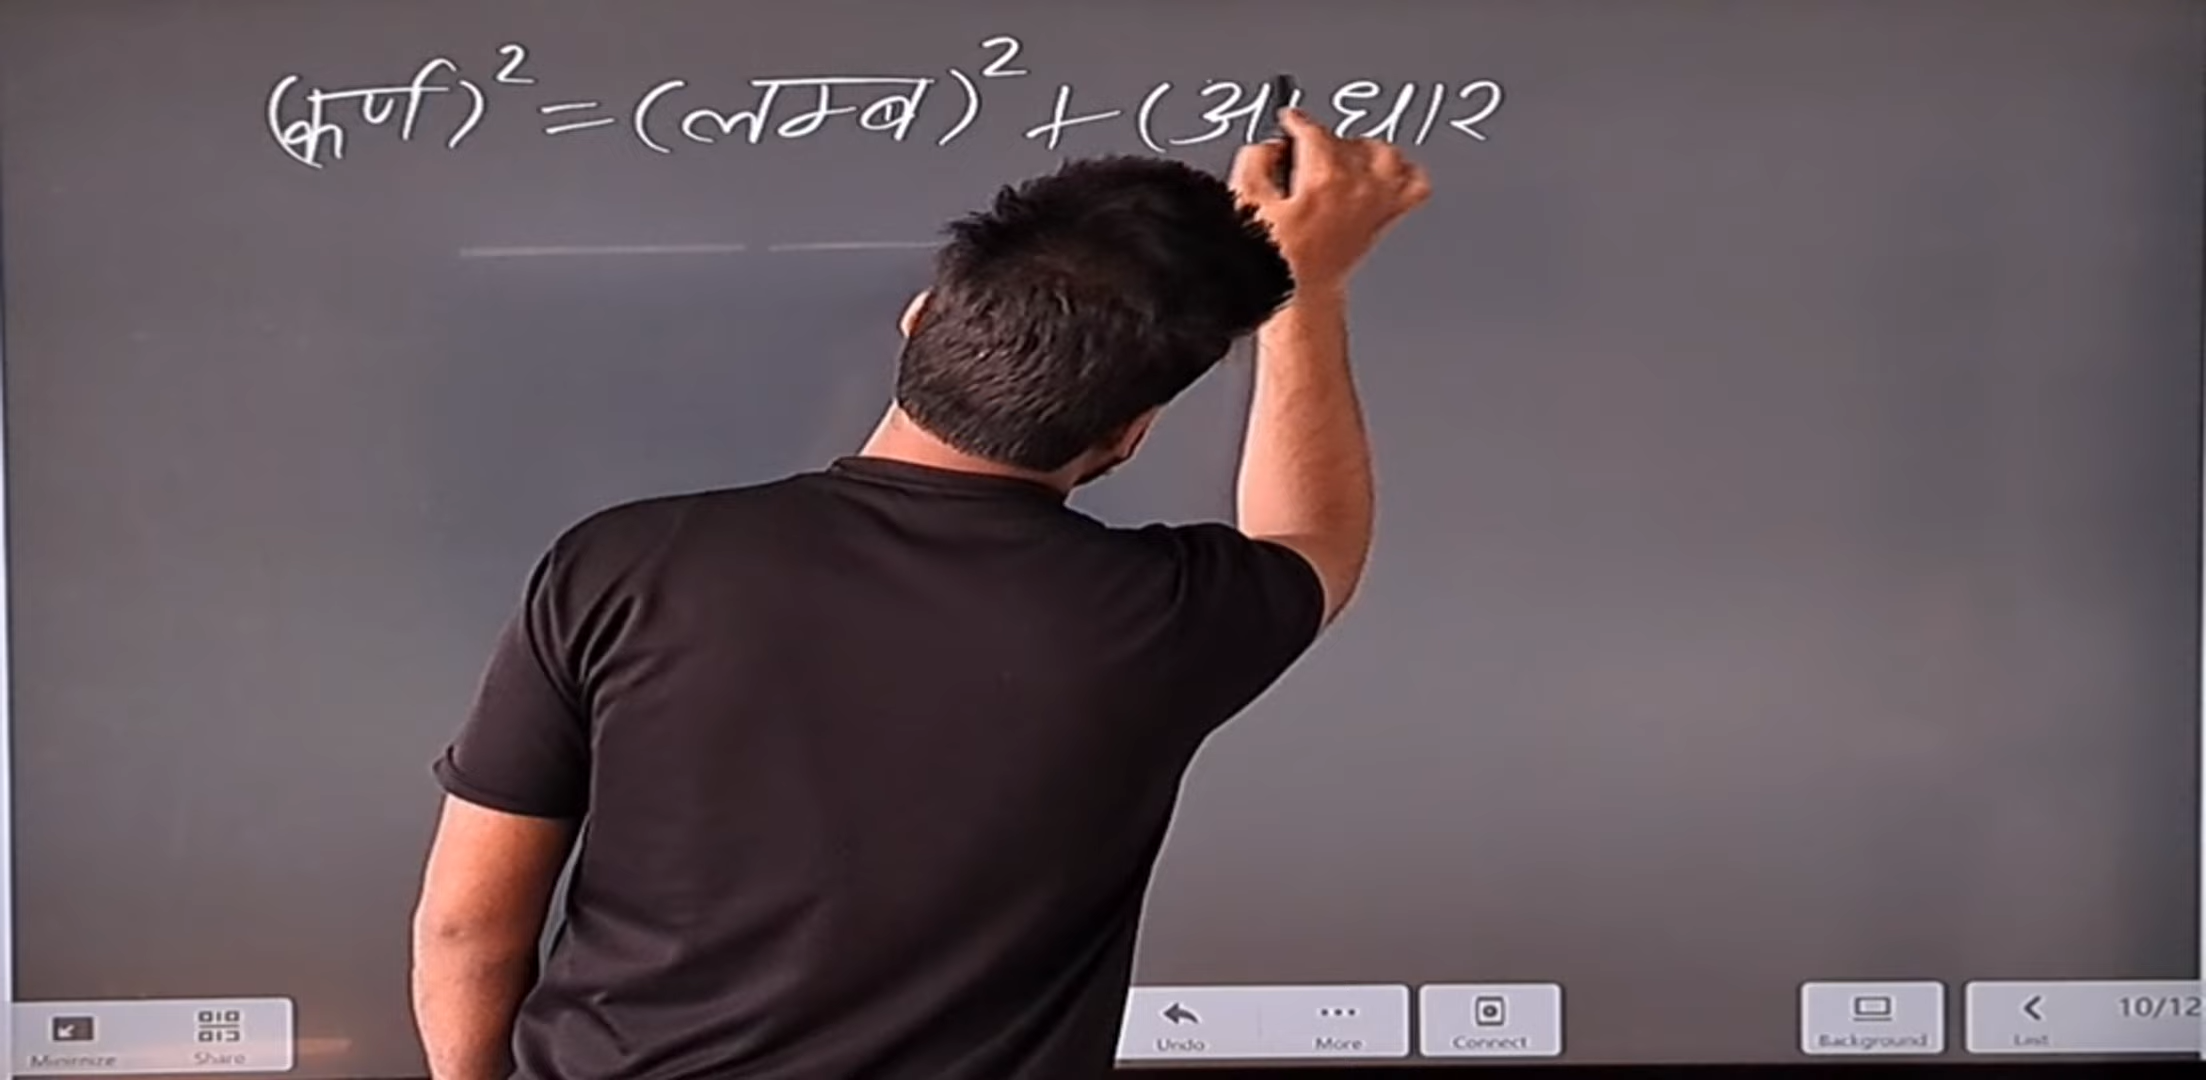 (कर्ण)² = (लम्ब)² + (आधार
Minimize
Share
Undo
More
Connect
Background
Last
10/12